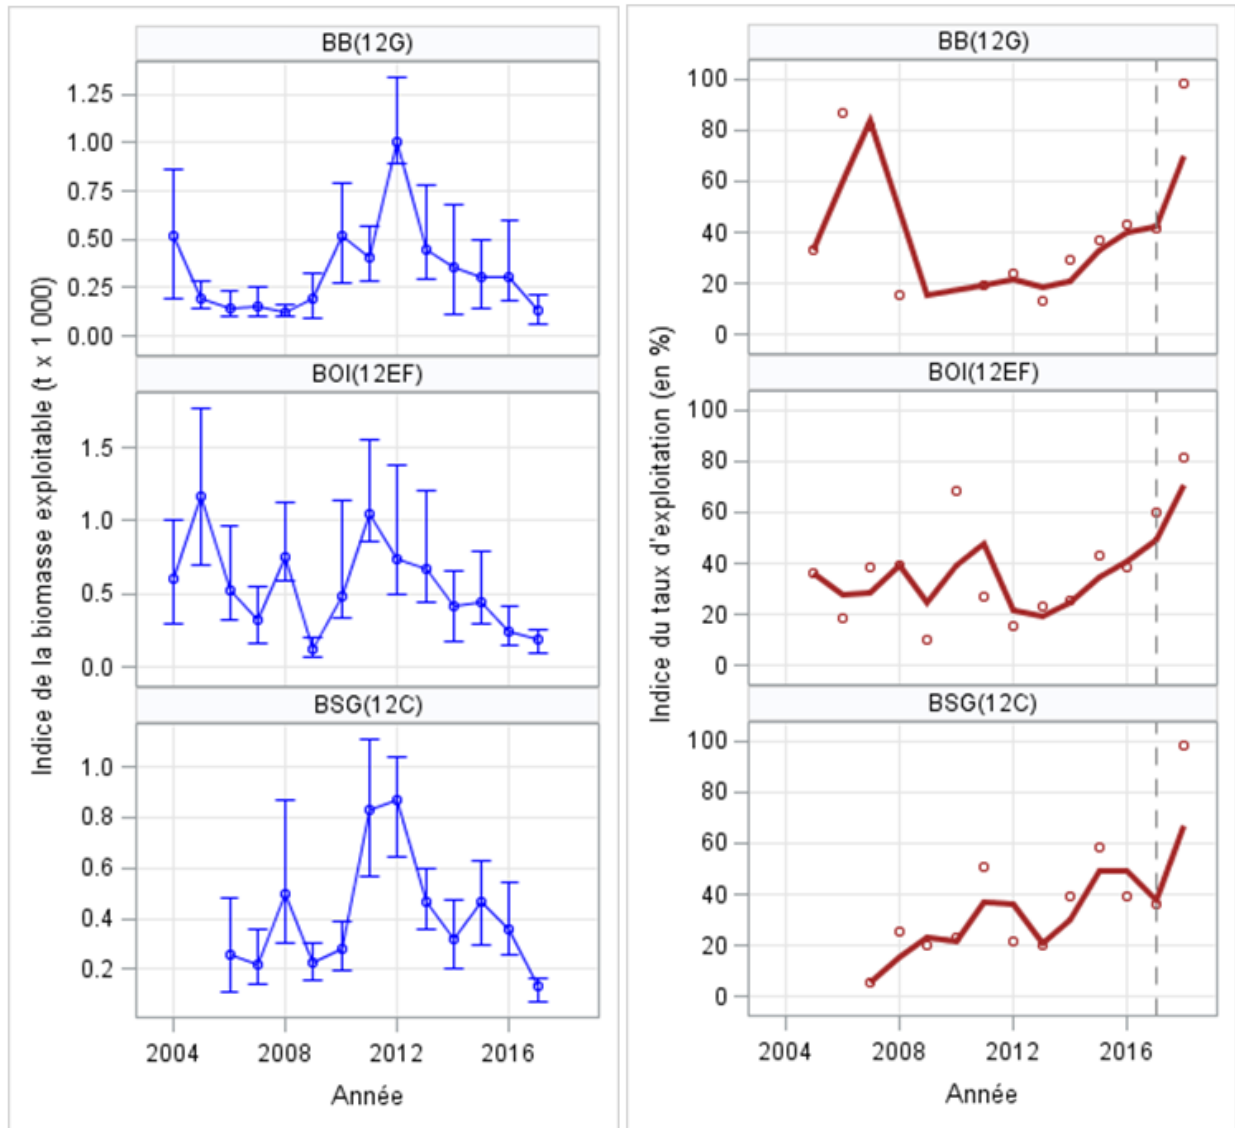 Indice de la biomasse exploitable (t x 1 000)
BB(12G)
1.25
1.00
0.75
0.50
0.25
0.00
BOI(12EF)
1.5
1.0
0.5
0.0
BSG(12C)
1.0
0.8
0.6
0.4
0.2
2004 2008 2012 2016
Année
Indice du taux d'exploitation (en %)
BB(12G)
100
80
60
40
20
0
BOI(12EF)
100
80
60
40
20
0
BSG(12C)
100
80
60
40
20
0
2004 2008 2012 2016
Année